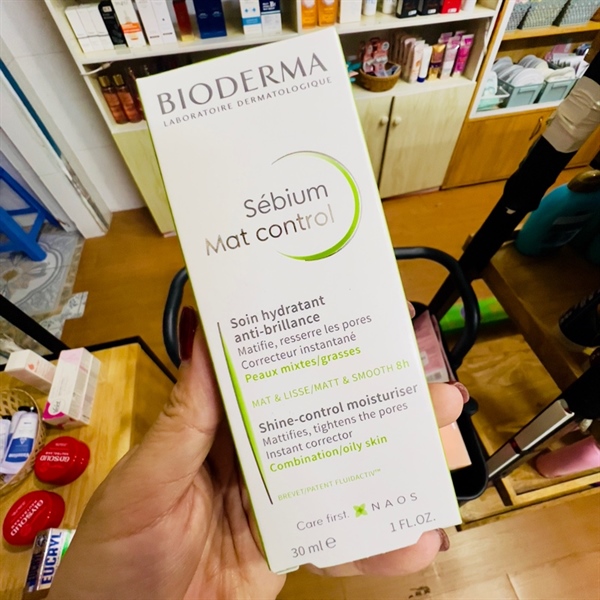 BIODERMA
LABORATOIRE DERMATOLOGIQUE
Sébium
Mat control
Soin hydratant
anti-brillance
Matifie, resserre les pores
Correcteur instantané
Peaux mixtes/grasses
MAT & LISSE/MATT & SMOOTH 8h
Shine-control moisturiser
Mattifies, tightens the pores
Instant corrector
Combination/oily skin
BREVET/PATENT FLUIDACTIV™
Care first. NAOS
30 ml e 1 FL.OZ.
EUCRYL